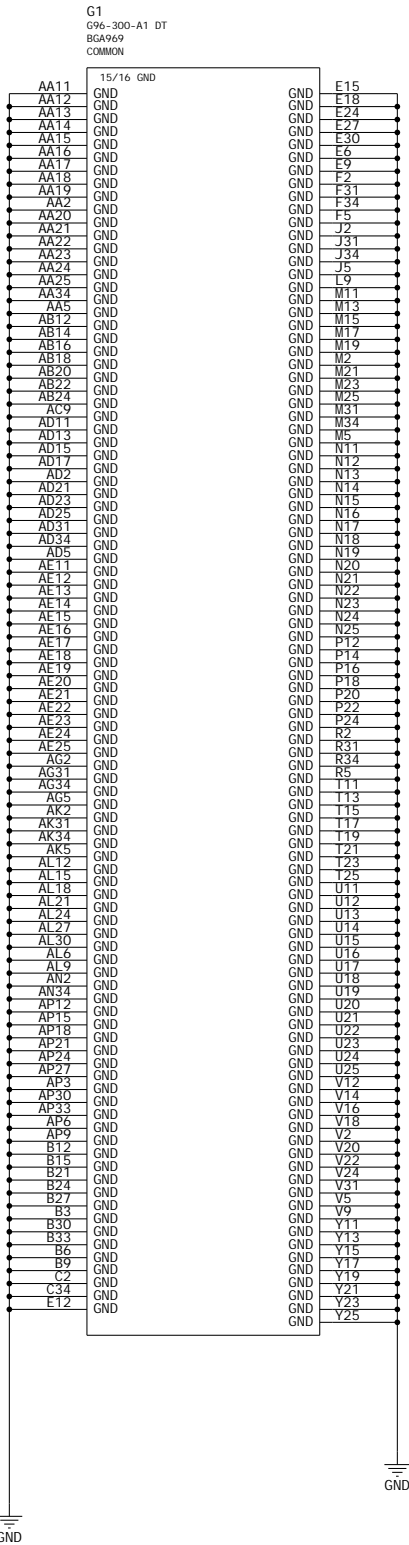 G1
G96-300-A1 DT
BGA969
COMMON
15/16 GND
AA11 GND GND E15
AA12 GND GND E18
AA13 GND GND E24
AA14 GND GND E27
AA15 GND GND E30
AA16 GND GND E6
AA17 GND GND E9
AA18 GND GND F2
AA19 GND GND F31
AA2 GND GND F34
AA20 GND GND F5
AA21 GND GND J2
AA22 GND GND J31
AA23 GND GND J34
AA24 GND GND J5
AA25 GND GND L9
AA34 GND GND M11
AA5 GND GND M13
AB12 GND GND M15
AB14 GND GND M17
AB16 GND GND M19
AB18 GND GND M2
AB20 GND GND M21
AB22 GND GND M23
AB24 GND GND M25
AC9 GND GND M31
AD11 GND GND M34
AD13 GND GND M5
AD15 GND GND N11
AD17 GND GND N12
AD2 GND GND N13
AD21 GND GND N14
AD23 GND GND N15
AD25 GND GND N16
AD31 GND GND N17
AD34 GND GND N18
AD5 GND GND N19
AE11 GND GND N20
AE12 GND GND N21
AE13 GND GND N22
AE14 GND GND N23
AE15 GND GND N24
AE16 GND GND N25
AE17 GND GND P12
AE18 GND GND P14
AE19 GND GND P16
AE20 GND GND P18
AE21 GND GND P20
AE22 GND GND P22
AE23 GND GND P24
AE24 GND GND R2
AE25 GND GND R31
AG2 GND GND R34
AG31 GND GND R5
AG34 GND GND T11
AG5 GND GND T13
AK2 GND GND T15
AK31 GND GND T17
AK34 GND GND T19
AK5 GND GND T21
AL12 GND GND T23
AL15 GND GND T25
AL18 GND GND U11
AL21 GND GND U12
AL24 GND GND U13
AL27 GND GND U14
AL30 GND GND U15
AL6 GND GND U16
AL9 GND GND U17
AN2 GND GND U18
AN34 GND GND U19
AP12 GND GND U20
AP15 GND GND U21
AP18 GND GND U22
AP21 GND GND U23
AP24 GND GND U24
AP27 GND GND U25
AP3 GND GND V12
AP30 GND GND V14
AP33 GND GND V16
AP6 GND GND V18
AP9 GND GND V2
B12 GND GND V20
B15 GND GND V22
B21 GND GND V24
B24 GND GND V31
B27 GND GND V5
B3 GND GND V9
B30 GND GND Y11
B33 GND GND Y13
B6 GND GND Y15
B9 GND GND Y17
C2 GND GND Y19
C34 GND GND Y21
E12 GND GND Y23
GND Y25
GND
GND